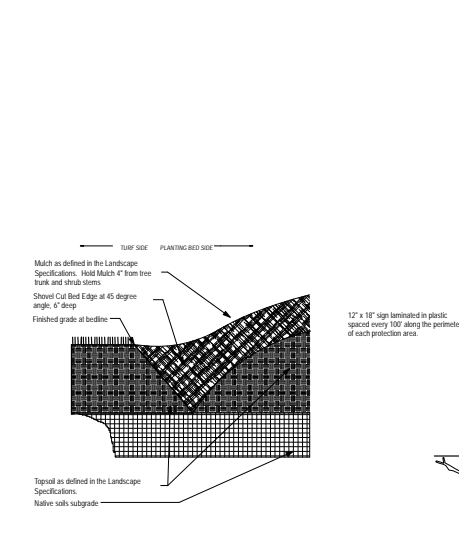 TURF SIDE PLANTING BED SIDE
Mulch as defined in the Landscape
Specifications. Hold Mulch 4" from tree
trunk and shrub stems
Shovel Cut Bed Edge at 45 degree
angle, 6" deep
Finished grade at bedline
12" x 18" sign laminated in plastic
spaced every 100' along the perimete
of each protection area.
Topsoil as defined in the Landscape
Specifications.
Native soils subgrade